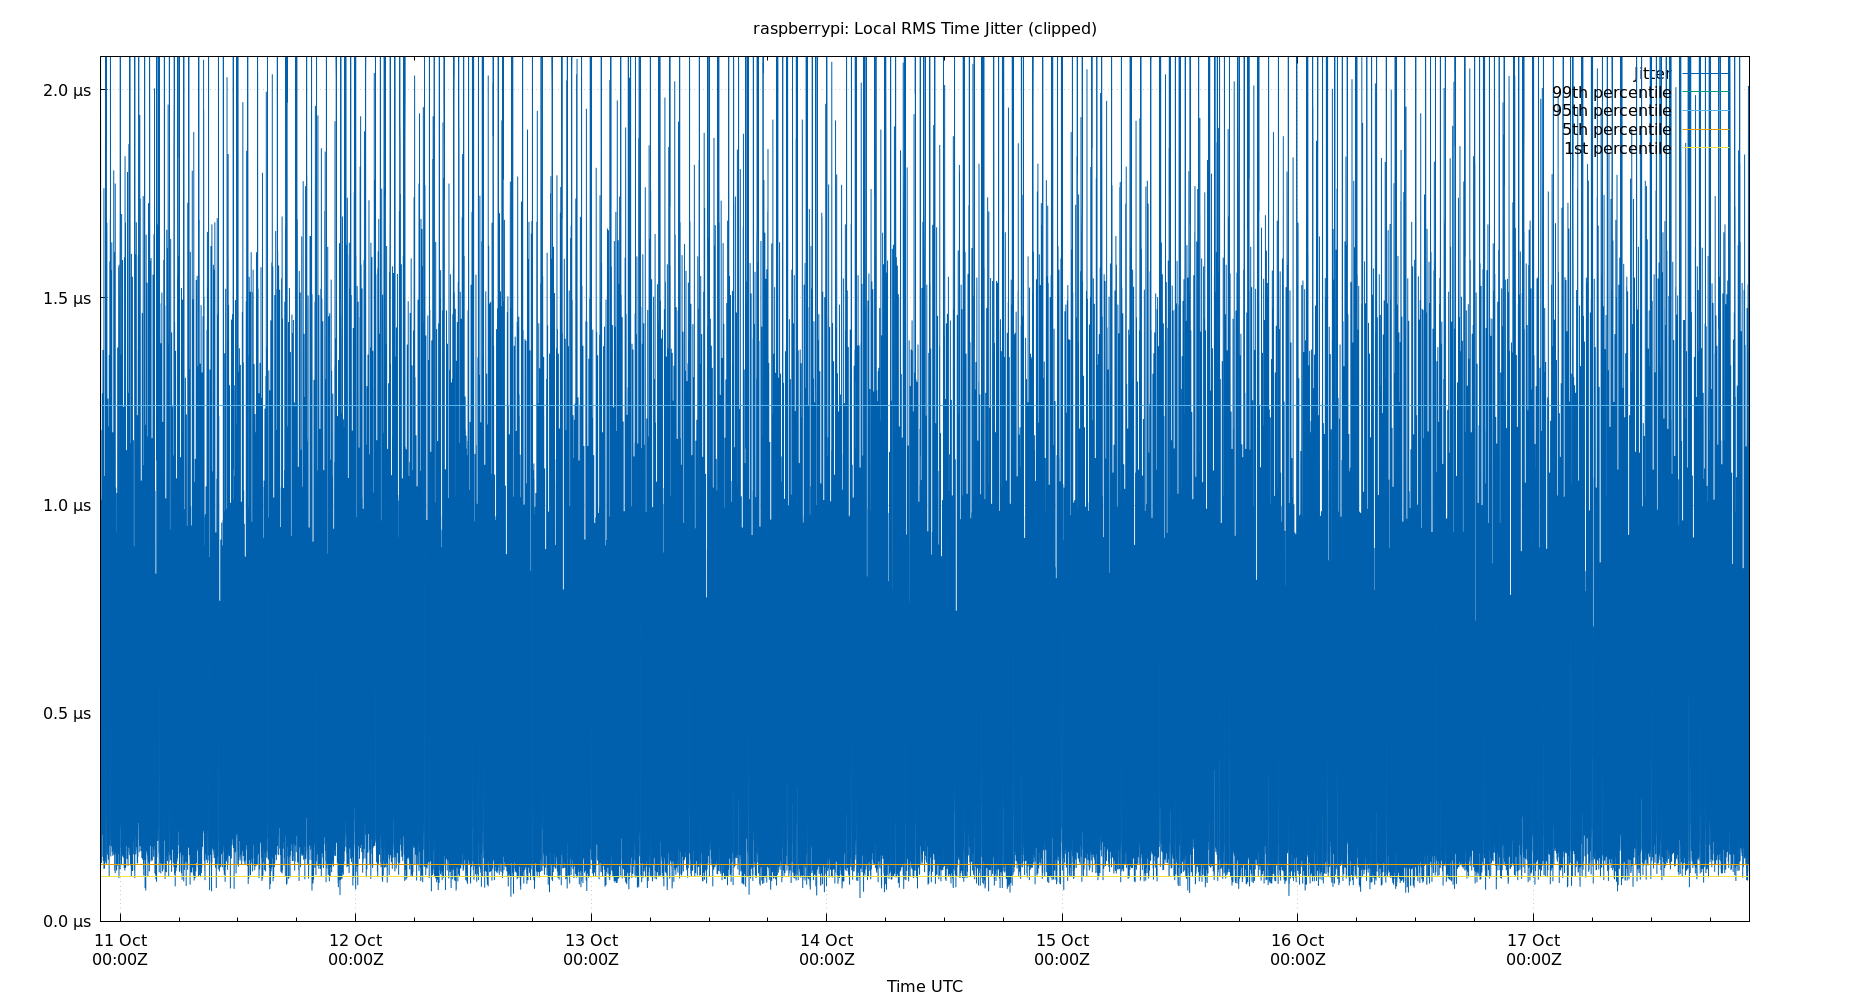 raspberrypi: Local RMS Time Jitter (clipped)
2.0 µs
1.5 µs
1.0 µs
0.5 µs
0.0 µs
Jitter
99th percentile
95th percentile
5th percentile
1st percentile
11 Oct 12 Oct 13 Oct 14 Oct 15 Oct 16 Oct 17 Oct
00:00Z 00:00Z 00:00Z 00:00Z 00:00Z 00:00Z 00:00Z
Time UTC